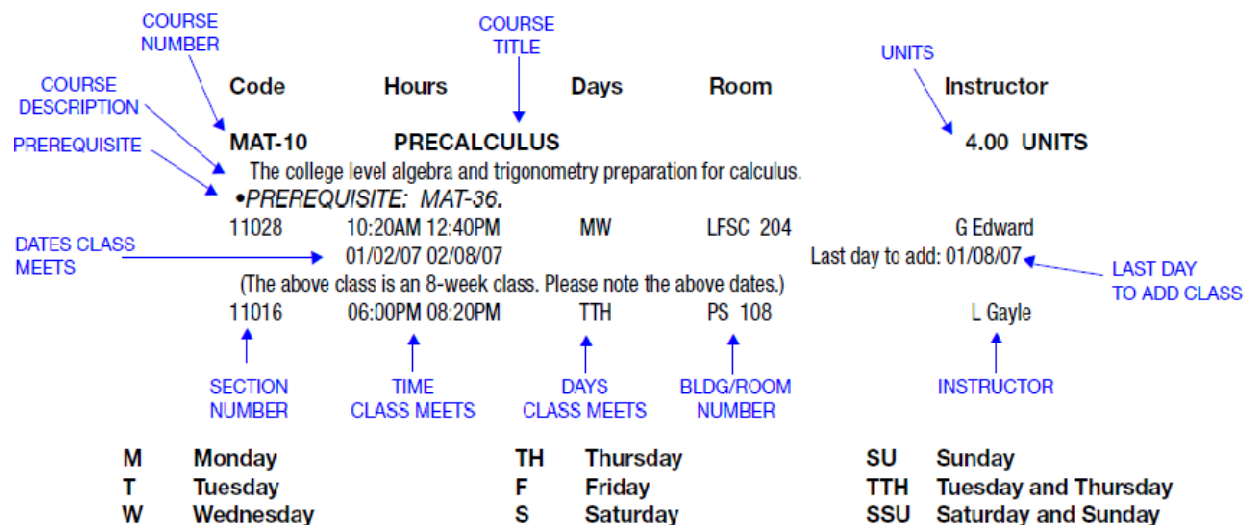 COURSE NUMBER
COURSE TITLE
UNITS
COURSE DESCRIPTION
PREREQUISITE
Code Hours Days Room Instructor
MAT-10 PRECALCULUS 4.00 UNITS
The college level algebra and trigonometry preparation for calculus.
•PREREQUISITE: MAT-36.
11028 10:20AM 12:40PM MW LFSC 204 G Edward
DATES CLASS MEETS
01/02/07 02/08/07 Last day to add: 01/08/07
LAST DAY TO ADD CLASS
(The above class is an 8-week class. Please note the above dates.)
11016 06:00PM 08:20PM TTH PS 108 L Gayle
SECTION NUMBER
TIME CLASS MEETS
DAYS CLASS MEETS
BLDG/ROOM NUMBER
INSTRUCTOR
M Monday TH Thursday SU Sunday
T Tuesday F Friday TTH Tuesday and Thursday
W Wednesday S Saturday SSU Saturday and Sunday